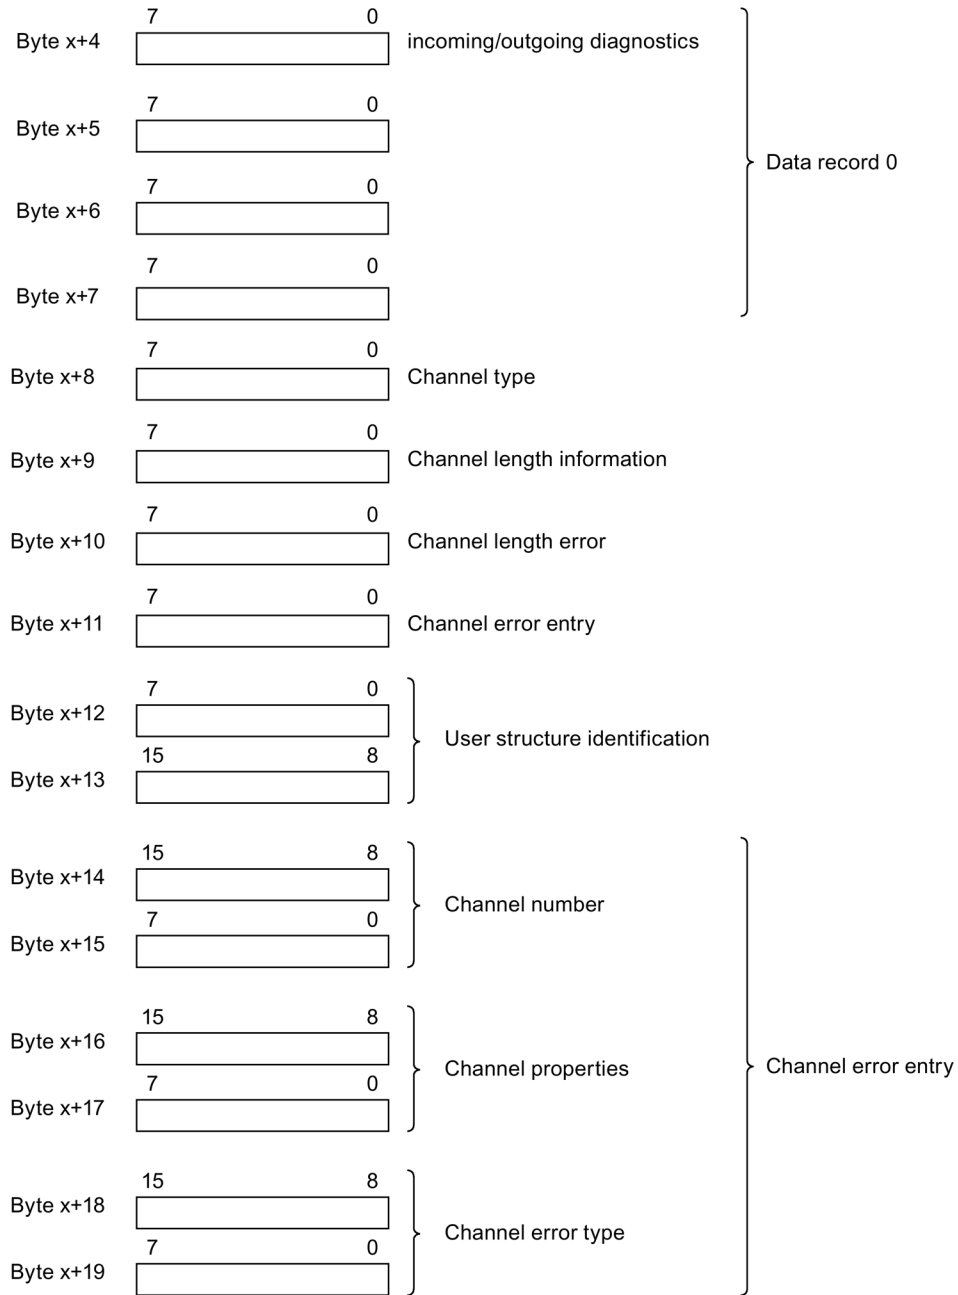 7 0
Byte x+4 incoming/outgoing diagnostics
7 0
Byte x+5
Data record 0
7 0
Byte x+6
7 0
Byte x+7
7 0
Byte x+8 Channel type
7 0
Byte x+9 Channel length information
7 0
Byte x+10 Channel length error
7 0
Byte x+11 Channel error entry
7 0
Byte x+12
User structure identification
15 8
Byte x+13
15 8
Byte x+14
Channel number
7 0
Byte x+15
15 8
Byte x+16
Channel properties
Channel error entry
7 0
Byte x+17
15 8
Byte x+18
Channel error type
7 0
Byte x+19